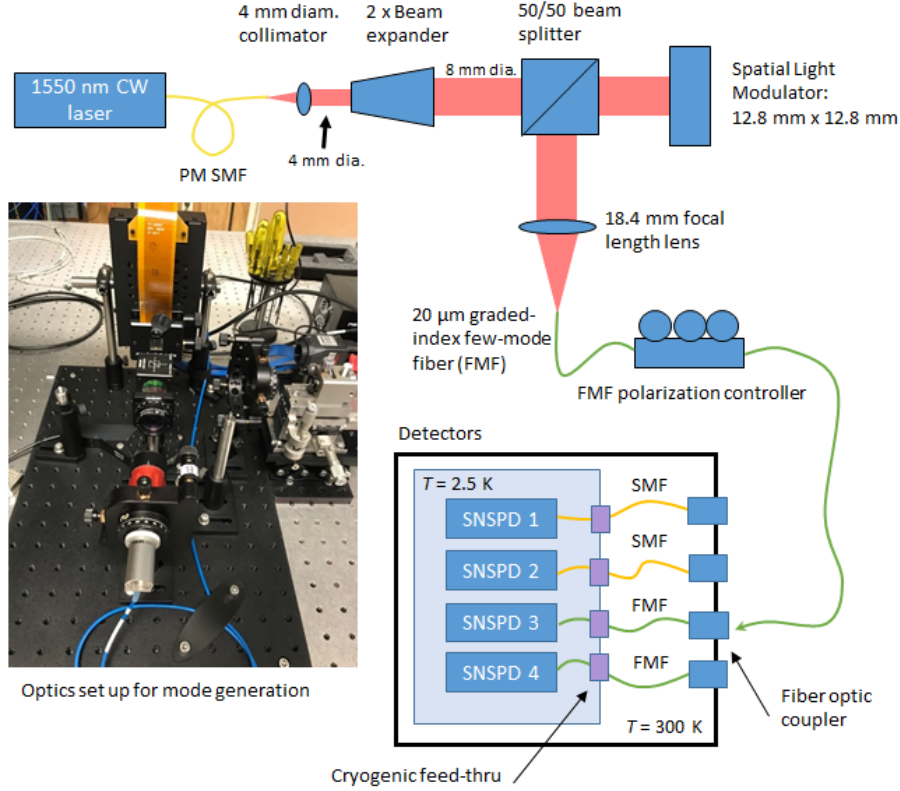 4 mm diam.
collimator
2 x Beam
expander
50/50 beam
splitter
1550 nm CW
laser
8 mm dia.
Spatial Light
Modulator:
12.8 mm x 12.8 mm
4 mm dia.
PM SMF
18.4 mm focal
length lens
20 µm graded-
index few-mode
fiber (FMF)
FMF polarization controller
Detectors
T = 2.5 K
SMF
SNSPD 1
SMF
SNSPD 2
FMF
SNSPD 3
FMF
SNSPD 4
T = 300 K
Fiber optic
coupler
Optics set up for mode generation
Cryogenic feed-thru